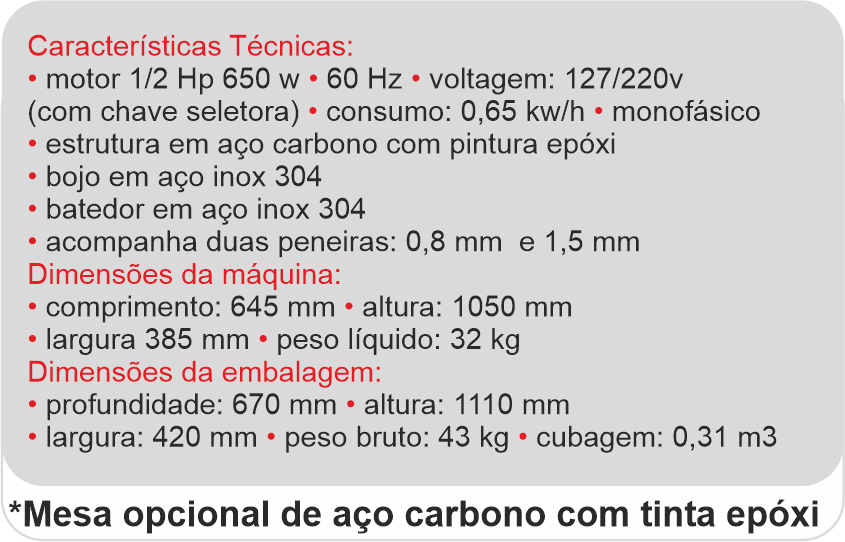 Características Técnicas:
• motor 1/2 Hp 650 w • 60 Hz • voltagem: 127/220v
(com chave seletora) • consumo: 0,65 kw/h • monofásico
• estrutura em aço carbono com pintura epóxi
• bojo em aço inox 304
• batedor em aço inox 304
• acompanha duas peneiras: 0,8 mm  e 1,5 mm
Dimensões da máquina:
• comprimento: 645 mm • altura: 1050 mm
• largura 385 mm • peso líquido: 32 kg
Dimensões da embalagem:
• profundidade: 670 mm • altura: 1110 mm
• largura: 420 mm • peso bruto: 43 kg • cubagem: 0,31 m3
*Mesa opcional de aço carbono com tinta epóxi